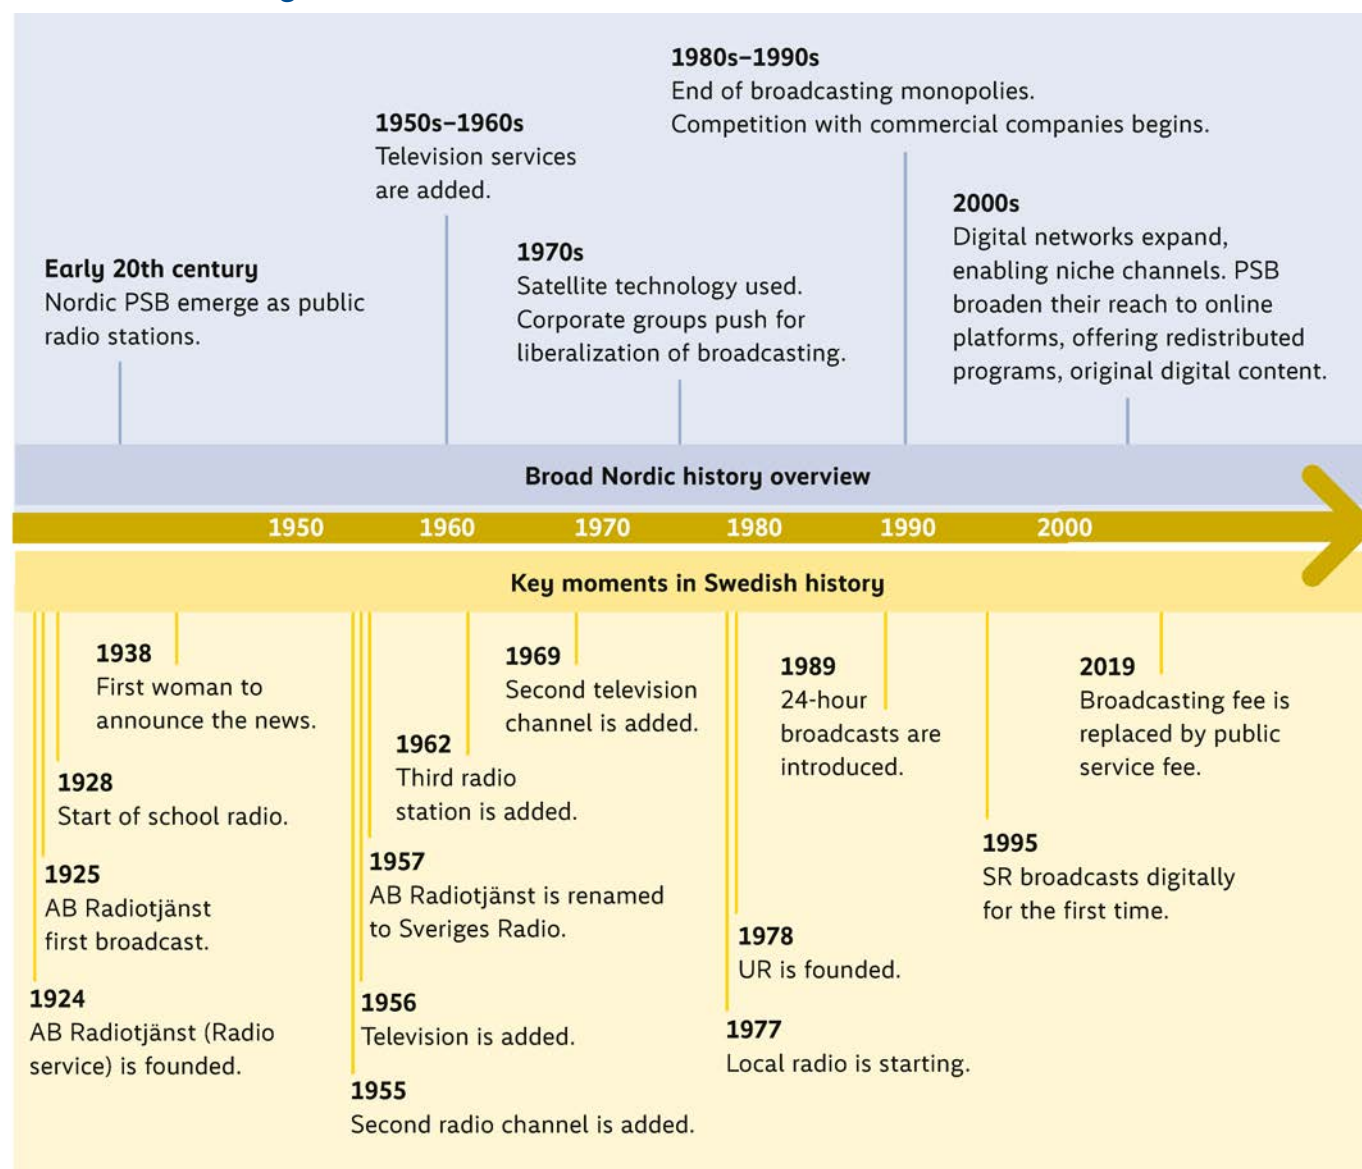 1980s–1990s
End of broadcasting monopolies.
Competition with commercial companies begins.
1950s–1960s
Television services
are added.
2000s
Digital networks expand,
enabling niche channels. PSB
broaden their reach to online
platforms, offering redistributed
programs, original digital content.
1970s
Satellite technology used.
Corporate groups push for
liberalization of broadcasting.
Early 20th century
Nordic PSB emerge as public
radio stations.
Broad Nordic history overview
1950 1960 1970 1980 1990 2000
Key moments in Swedish history
1938
First woman to
announce the news.
1969
Second television
channel is added.
1989
24-hour
broadcasts are
introduced.
2019
Broadcasting fee is
replaced by public
service fee.
1962
Third radio
station is added.
1928
Start of school radio.
1995
SR broadcasts digitally
for the first time.
1957
AB Radiotjänst is renamed
to Sveriges Radio.
1925
AB Radiotjänst
first broadcast.
1978
UR is founded.
1924
AB Radiotjänst (Radio
service) is founded.
1956
Television is added.
1977
Local radio is starting.
1955
Second radio channel is added.